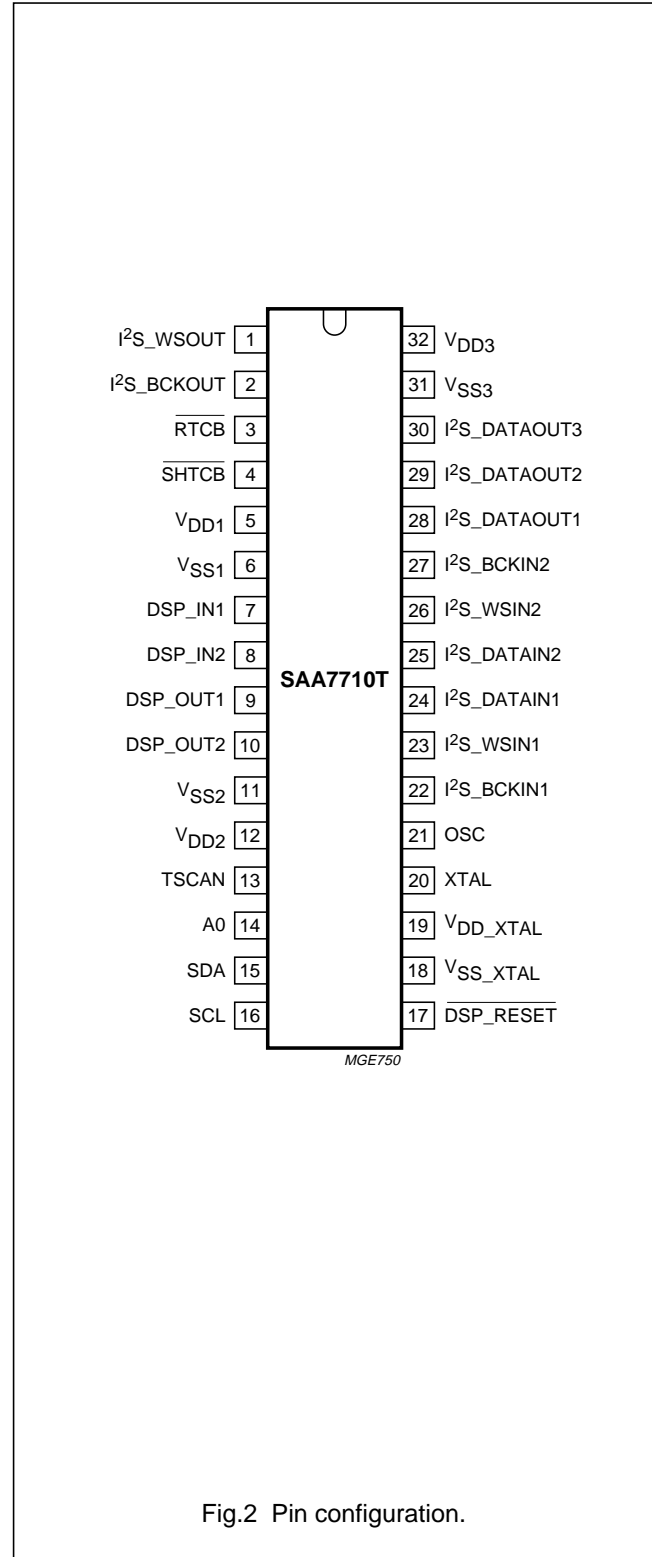 I²S_WSOUT 1
I²S_BCKOUT 2
RTCB 3
SHTCB 4
VDD1 5
VSS1 6
DSP_IN1 7
DSP_IN2 8
DSP_OUT1 9
DSP_OUT2 10
VSS2 11
VDD2 12
TSCAN 13
A0 14
SDA 15
SCL 16
SAA7710T
32 VDD3
31 VSS3
30 I²S_DATAOUT3
29 I²S_DATAOUT2
28 I²S_DATAOUT1
27 I²S_BCKIN2
26 I²S_WSIN2
25 I²S_DATAIN2
24 I²S_DATAIN1
23 I²S_WSIN1
22 I²S_BCKIN1
21 OSC
20 XTAL
19 VDD_XTAL
18 VSS_XTAL
17 DSP_RESET
MGE750
Fig.2 Pin configuration.